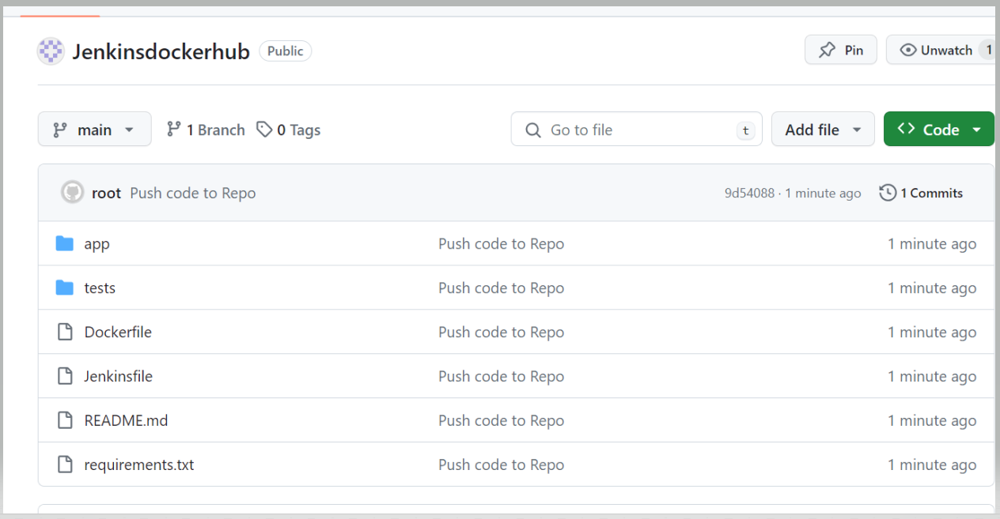 Jenkinsdockerhub Public Pin Unwatch 1
main 1 Branch 0 Tags Go to file t Add file Code
root Push code to Repo 9d54088 · 1 minute ago 1 Commits
app Push code to Repo 1 minute ago
tests Push code to Repo 1 minute ago
Dockerfile Push code to Repo 1 minute ago
Jenkinsfile Push code to Repo 1 minute ago
README.md Push code to Repo 1 minute ago
requirements.txt Push code to Repo 1 minute ago